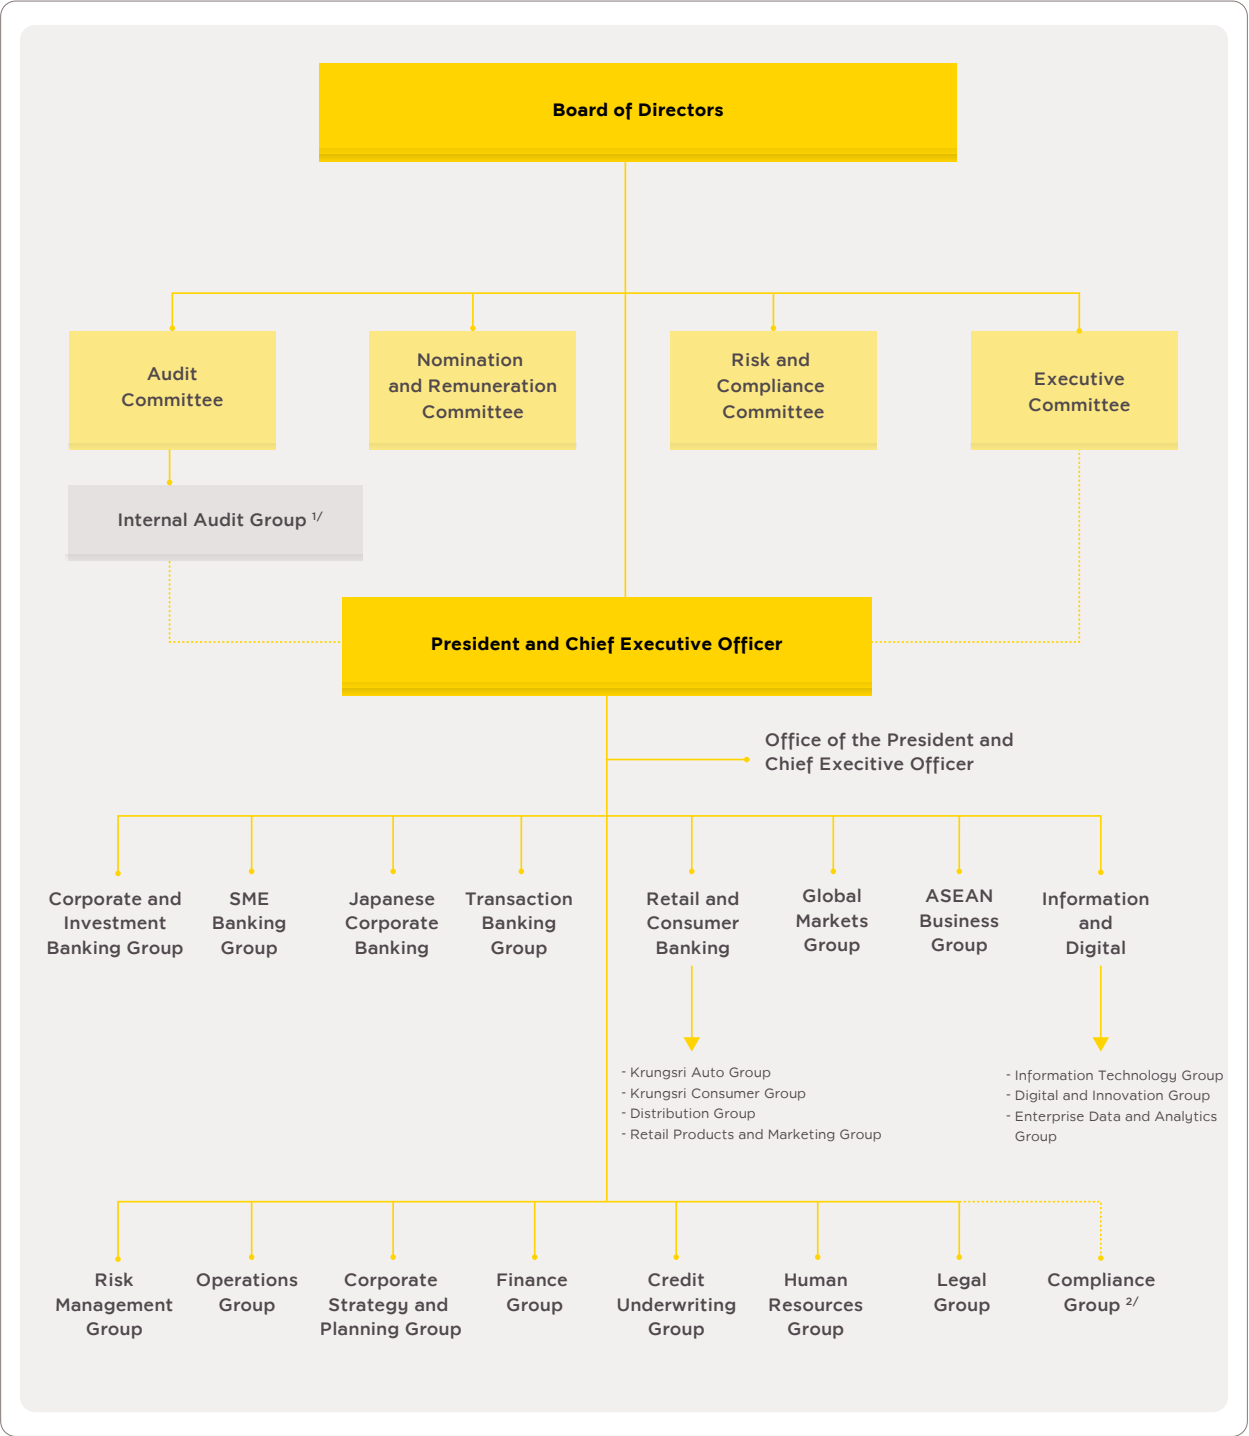 Board of Directors
Audit
Committee
Nomination
and Remuneration
Committee
Risk and
Compliance
Committee
Executive
Committee
Internal Audit Group ¹/
President and Chief Executive Officer
Office of the President and
Chief Execitive Officer
Corporate and
Investment
Banking Group
SME
Banking
Group
Japanese
Corporate
Banking
Transaction
Banking
Group
Retail and
Consumer
Banking
Global
Markets
Group
ASEAN
Business
Group
Information
and
Digital
- Krungsri Auto Group
- Krungsri Consumer Group
- Distribution Group
- Retail Products and Marketing Group
- Information Technology Group
- Digital and Innovation Group
- Enterprise Data and Analytics
Group
Risk
Management
Group
Operations
Group
Corporate
Strategy and
Planning Group
Finance
Group
Credit
Underwriting
Group
Human
Resources
Group
Legal
Group
Compliance
Group ²/